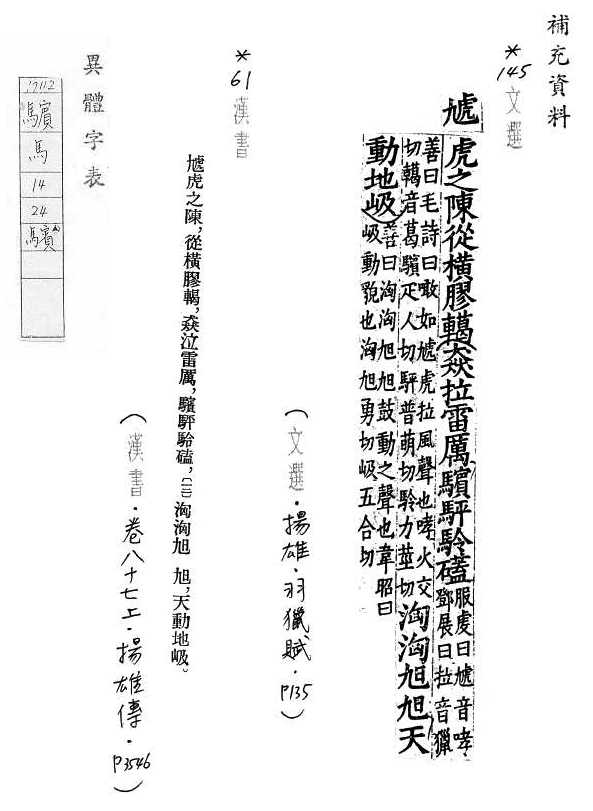 補充資料
*145 文選
虓
虎之陳從橫膠輵猋拉雷厲驞駍駖磕
服虔曰虓音哮
鄧展曰拉音獵
善曰毛詩曰噉如虓虎拉風聲也哮火交
切輵音葛驞疋人切駍普萌切駖力莖切
洶洶旭旭天
動地岋
善曰洶洶旭旭鼓動之聲也韋昭曰
岋動貌也洶旭勇切岋五合切
(文選．揚雄．羽獵賦．P135)
*61 漢書
虓虎之陳,從橫膠輵,猋泣雷厲,驞駍駖磕,〔三〕洶洶旭旭,天動地岋。
(漢書．卷八十七上．揚雄傳．P3546)
異體字表
17112
驞
馬
14
24
驞